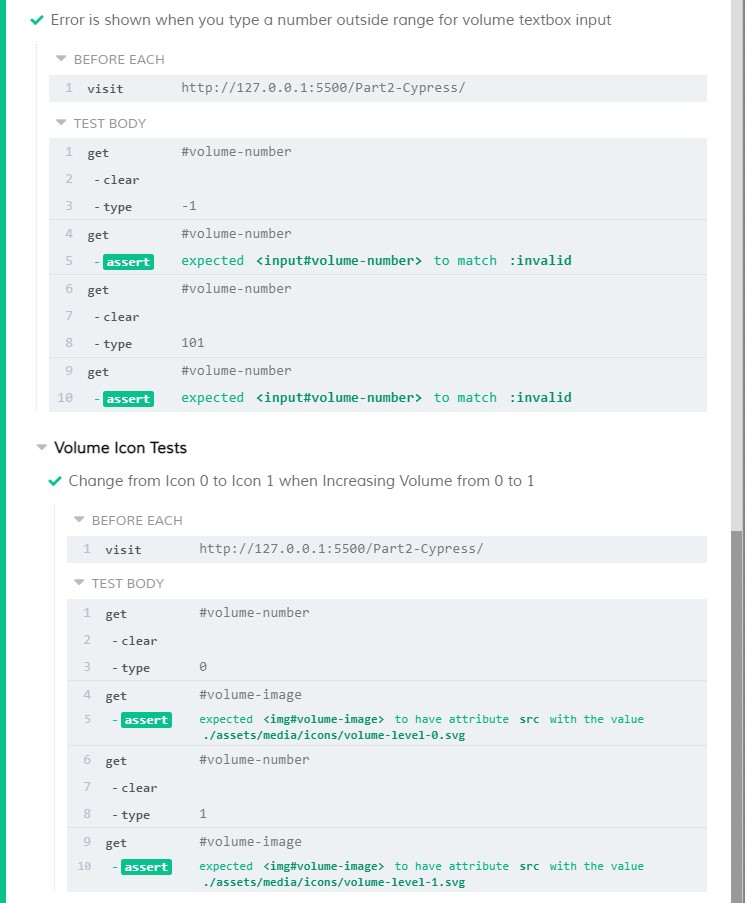 Error is shown when you type a number outside range for volume textbox input
BEFORE EACH
1 visit http://127.0.0.1:5500/Part2-Cypress/
TEST BODY
1 get #volume-number
2 -clear
3 -type -1
4 get #volume-number
5 -assert expected <input#volume-number> to match :invalid
6 get #volume-number
7 -clear
8 -type 101
9 get #volume-number
10 -assert expected <input#volume-number> to match :invalid
Volume Icon Tests
Change from Icon 0 to Icon 1 when Increasing Volume from 0 to 1
BEFORE EACH
1 visit http://127.0.0.1:5500/Part2-Cypress/
TEST BODY
1 get #volume-number
2 -clear
3 -type 0
4 get #volume-image
5 -assert expected <img#volume-image> to have attribute src with the value
./assets/media/icons/volume-level-0.svg
6 get #volume-number
7 -clear
8 -type 1
9 get #volume-image
10 -assert expected <img#volume-image> to have attribute src with the value
./assets/media/icons/volume-level-1.svg